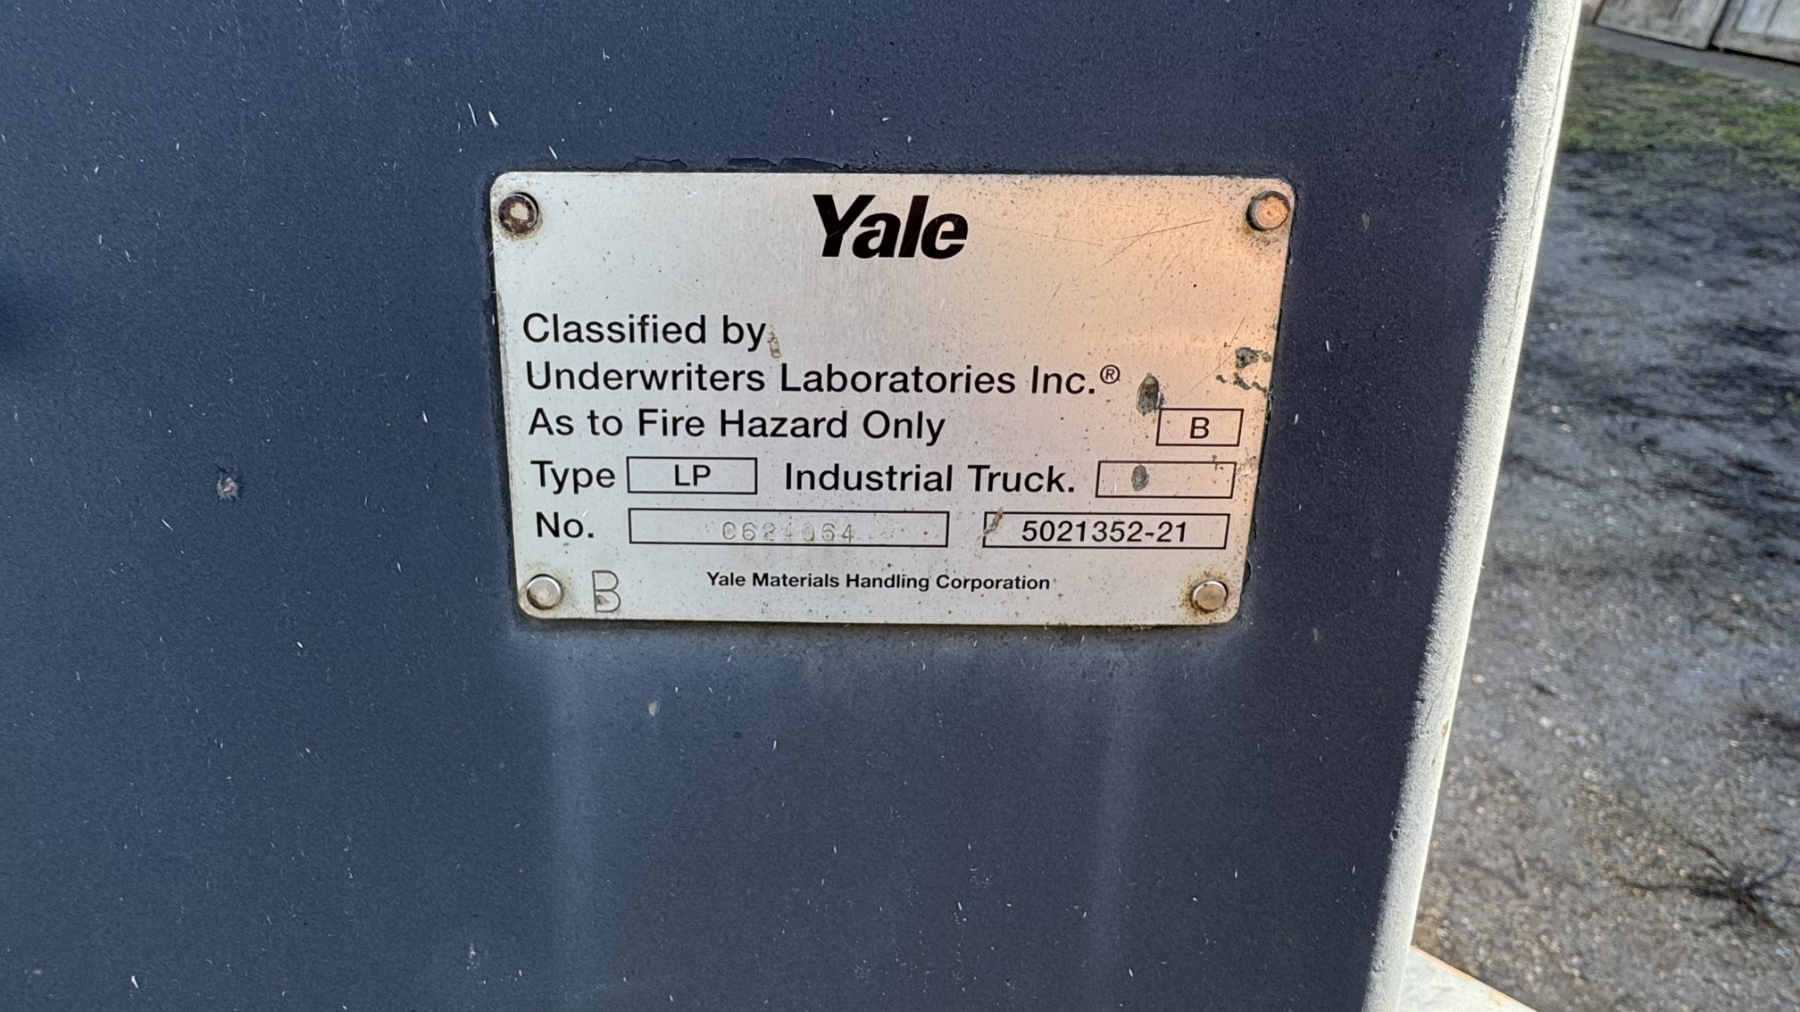 Yale
Classified by
Underwriters Laboratories Inc.®
As to Fire Hazard Only B
Type LP Industrial Truck.
No. 5021352-21
B Yale Materials Handling Corporation